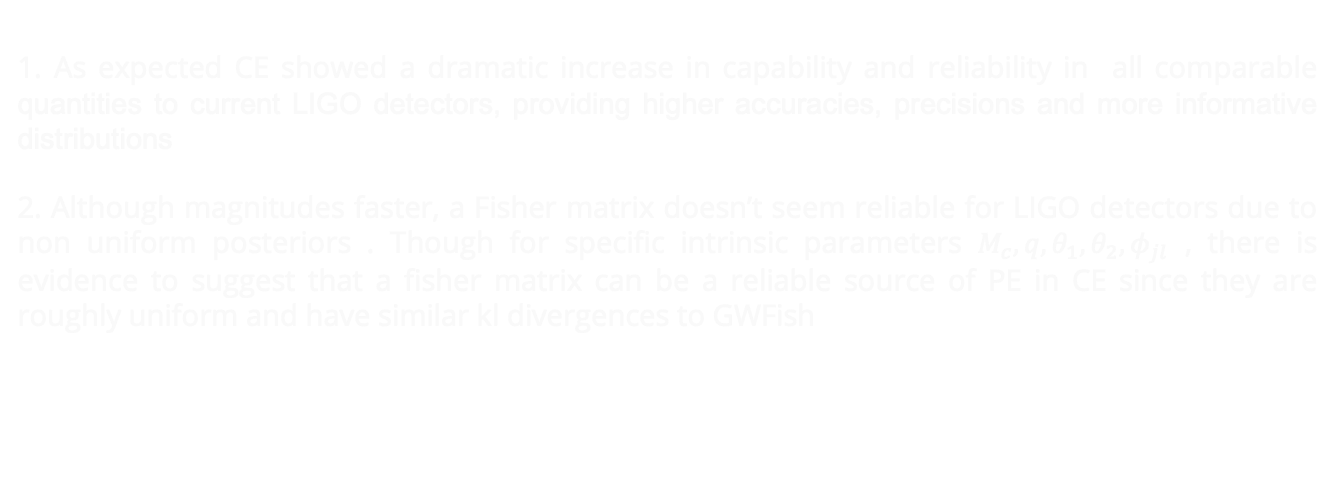 1. As expected CE showed a dramatic increase in capability and reliability in all comparable
quantities to current LIGO detectors, providing higher accuracies, precisions and more informative
distributions
2. Although magnitudes faster, a Fisher matrix doesn't seem reliable for LIGO detectors due to
non uniform posteriors . Though for specific intrinsic parameters M_c, q, θ_1, θ_2, ϕ_jl , there is
evidence to suggest that a fisher matrix can be a reliable source of PE in CE since they are
roughly uniform and have similar kl divergences to GWFish